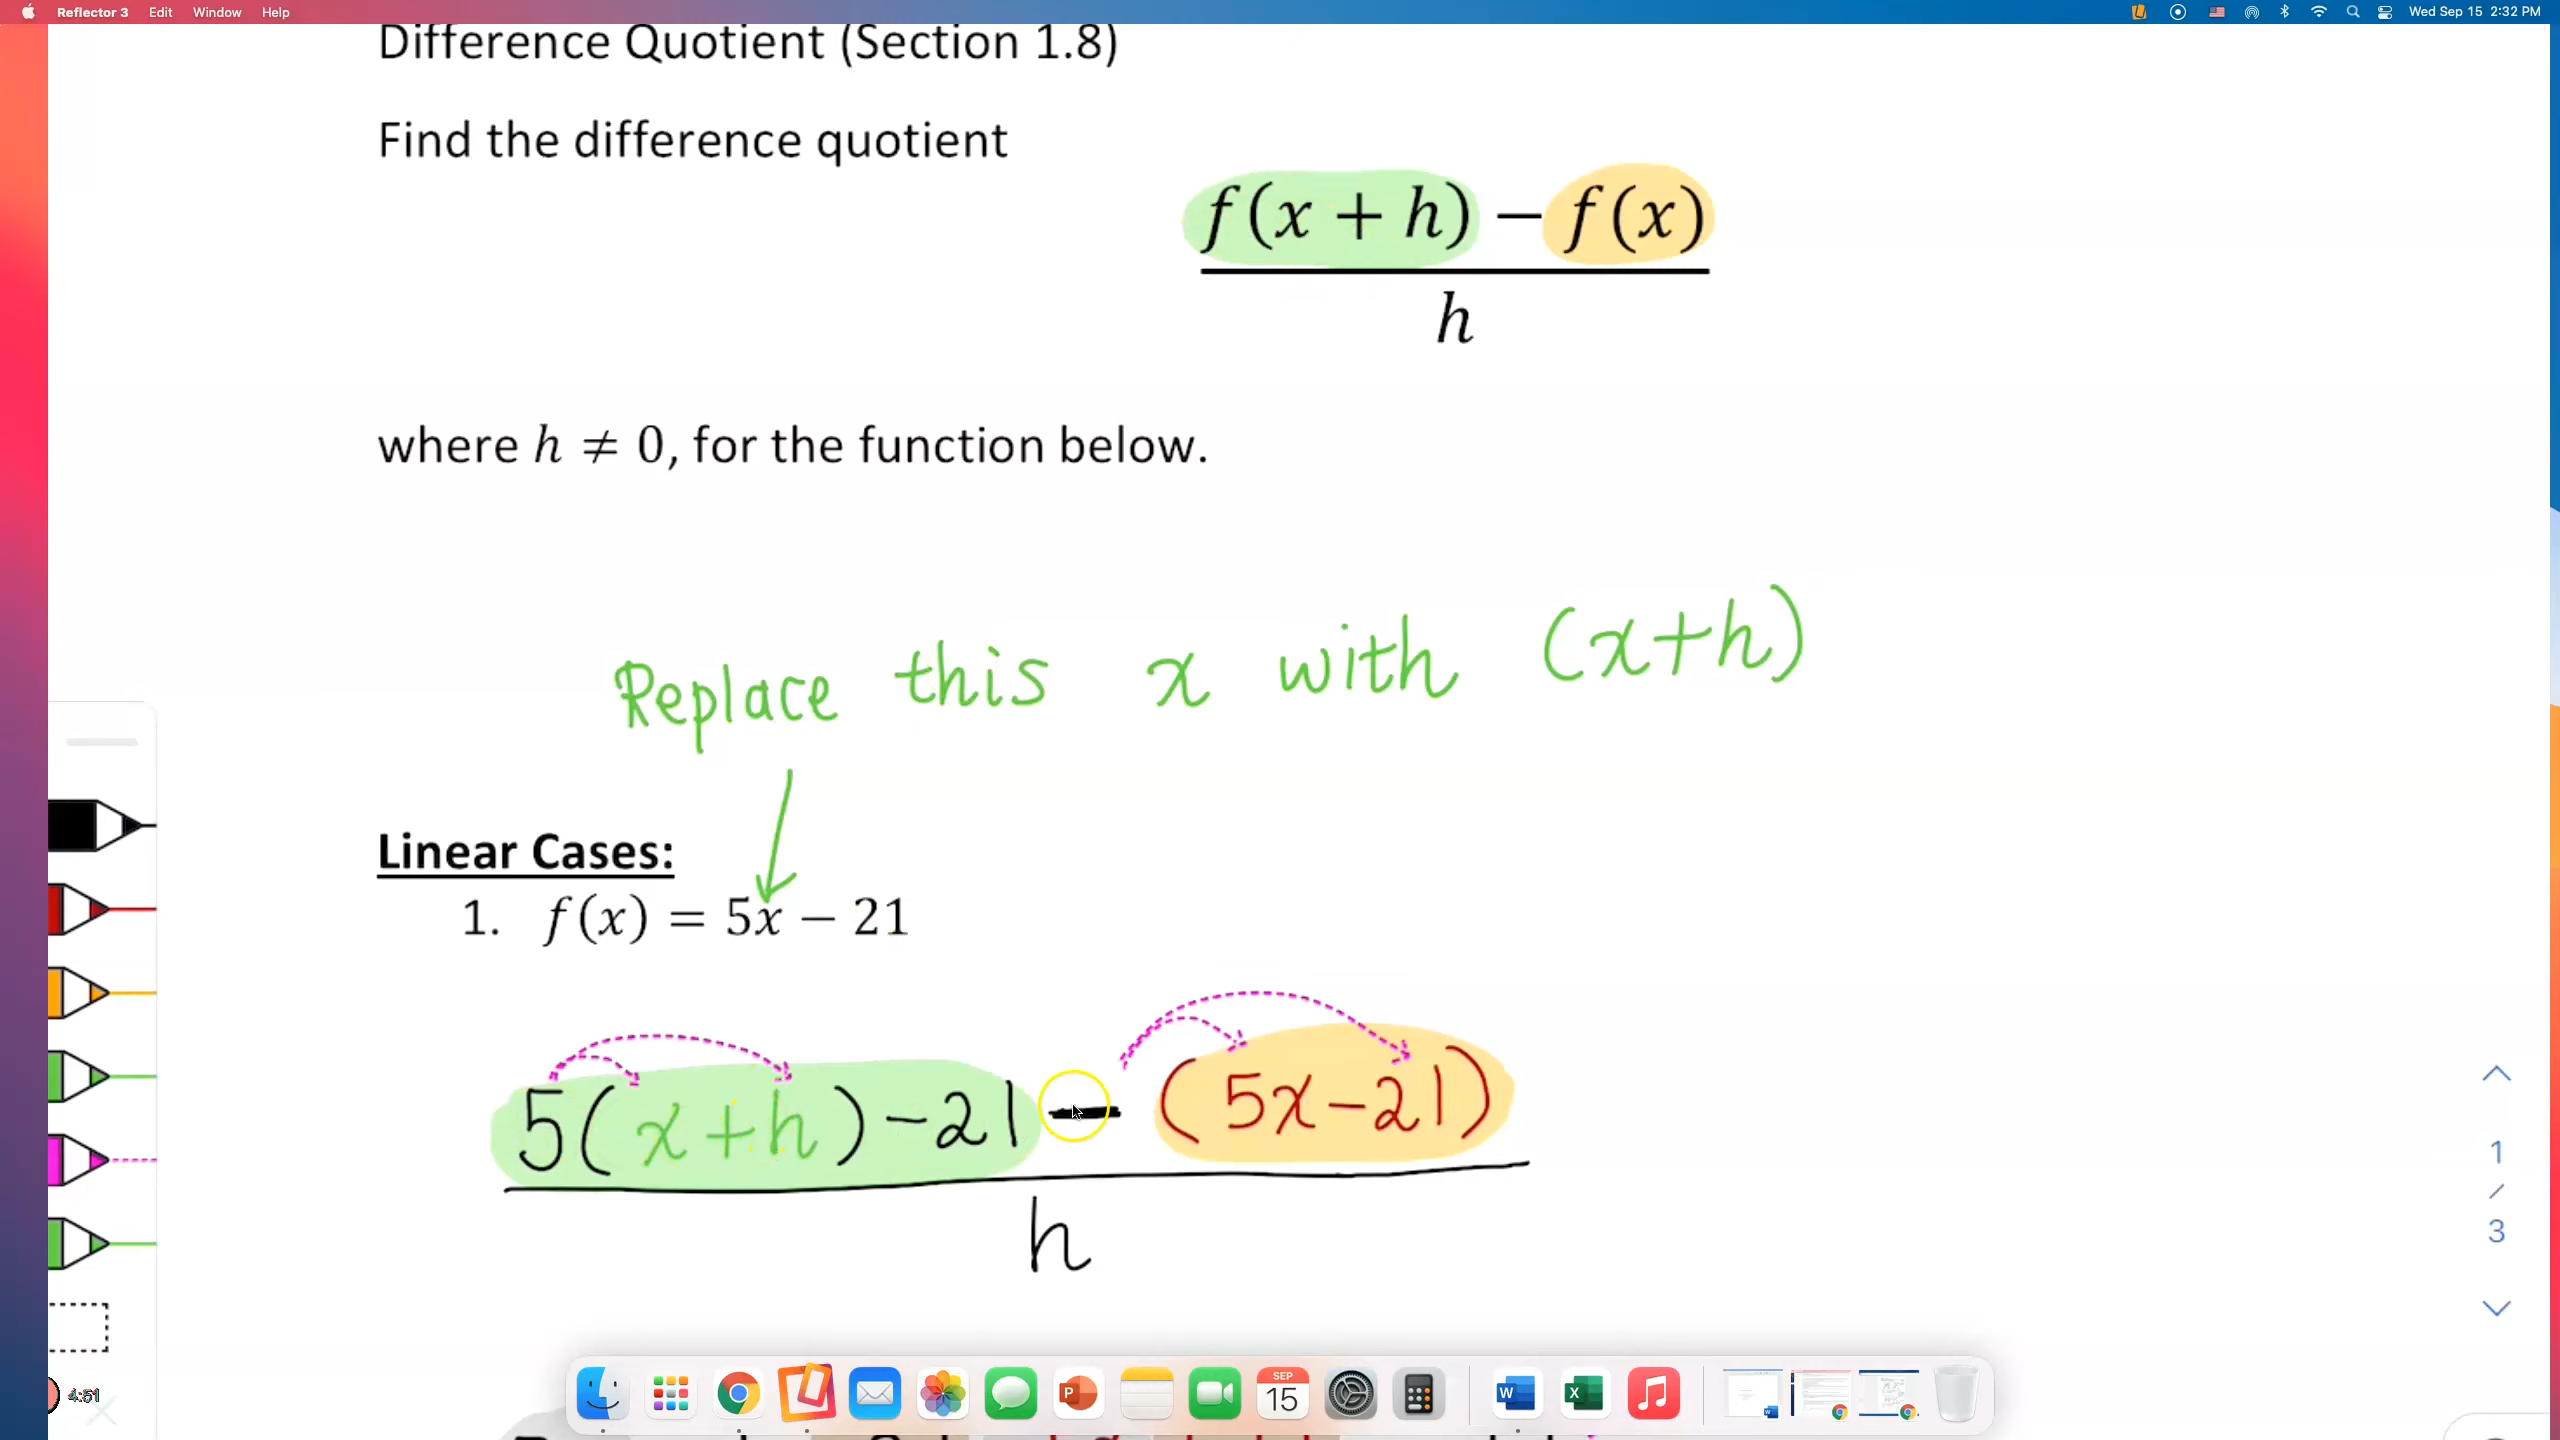 Reflector 3 Edit Window Help Wed Sep 15 2:32 PM
Difference Quotient (Section 1.8)
Find the difference quotient
f(x + h) − f(x)
h
where h ≠ 0, for the function below.
Replace this x with (x+h)
Linear Cases:
1. f(x) = 5x − 21
5(x+h)-21 - (5x-21)
h
1
/
3
4:51
SEP
15